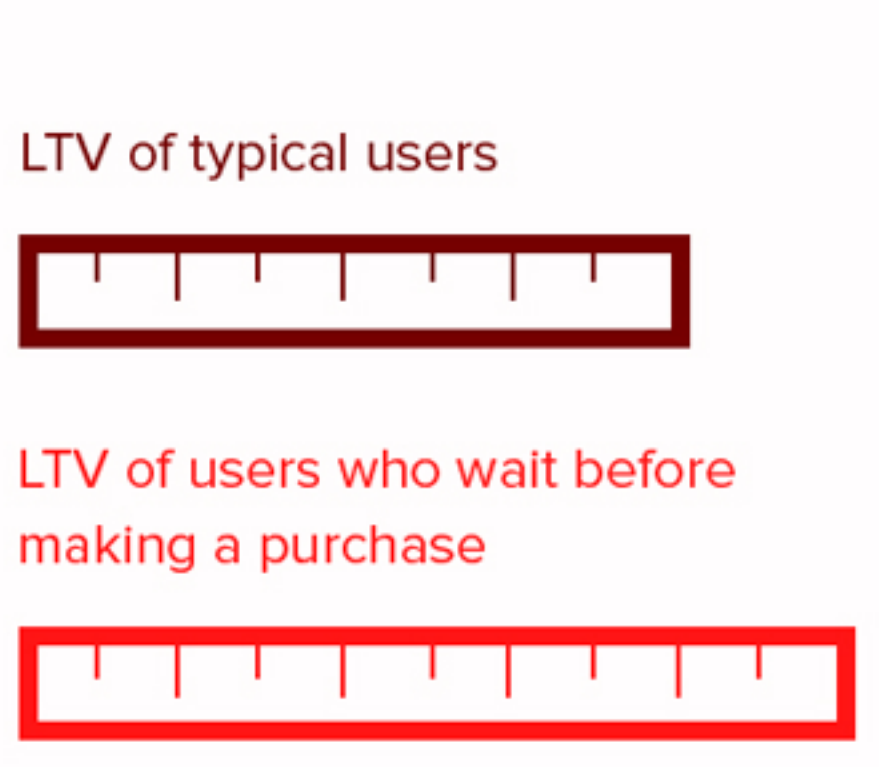 LTV of typical users
LTV of users who wait before
making a purchase